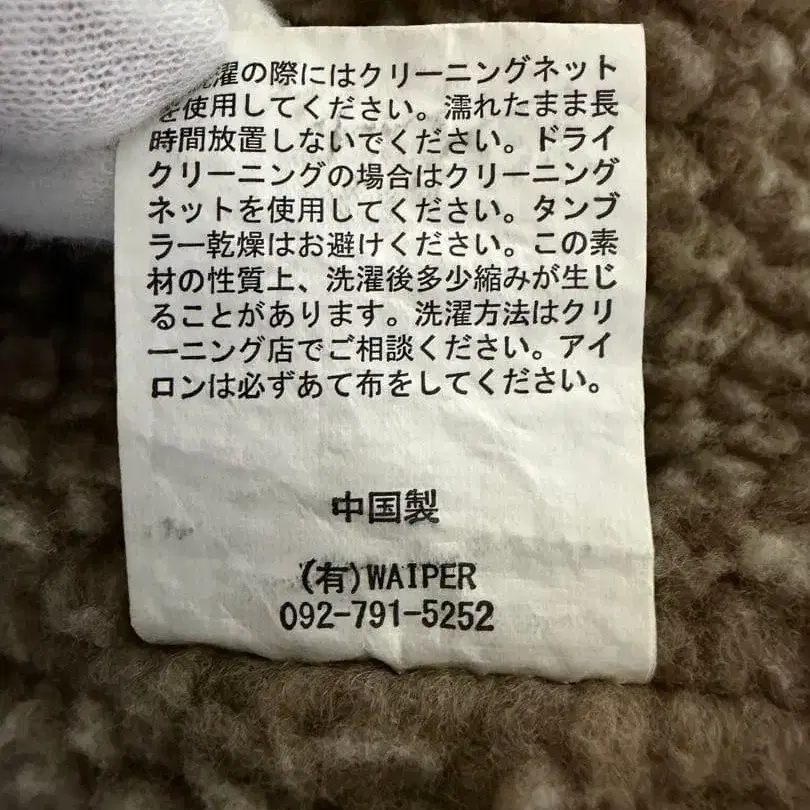 洗濯の際にはクリーニングネット
を使用してください。濡れたまま長
時間放置しないでください。ドライ
クリーニングの場合はクリーニング
ネットを使用してください。タンブ
ラー乾燥はお避けください。この素
材の性質上、洗濯後多少縮みが生じ
ることがあります。洗濯方法はクリ
ーニング店でご相談ください。アイ
ロンは必ずあて布をしてください。
中国製
(有)WAIPER
092-791-5252